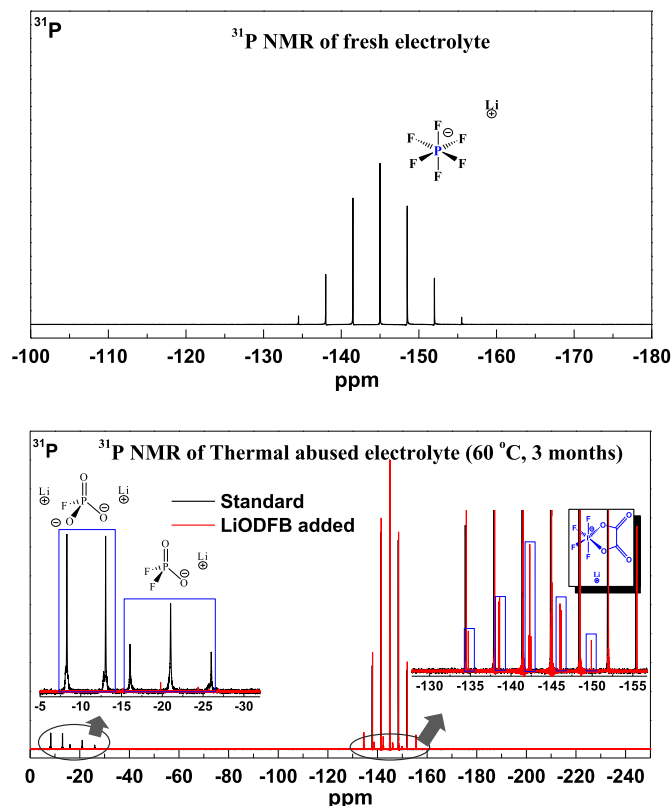 ³¹P
³¹P NMR of fresh electrolyte
Li
⊕
F ⊖
F F
P
F F
F
-100 -110 -120 -130 -140 -150 -160 -170 -180
ppm
³¹P ³¹P NMR of Thermal abused electrolyte (60 °C, 3 months)
O
Li Li
F P ⊖
⊕ O O ⊕
⊖
Standard
LiODFB added
O
F P ⊖ Li
F O ⊕
F ⊖ O O
F P
F F O O
Li
⊕
-5 -10 -15 -20 -25 -30
-130 -135 -140 -145 -150 -155
0 -20 -40 -60 -80 -100 -120 -140 -160 -180 -200 -220 -240
ppm